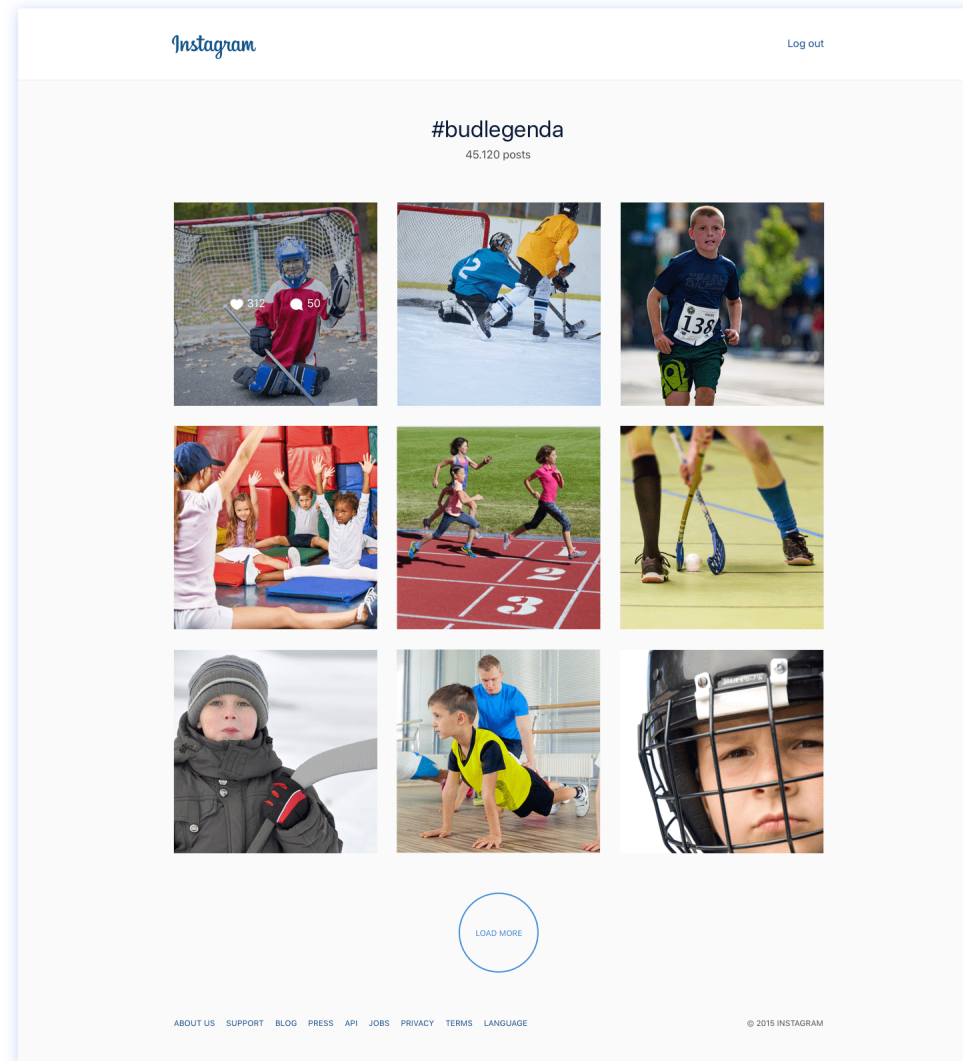 Instagram
Log out
#budlegenda
45.120 posts
312 50
2
138
2
3
LOAD MORE
ABOUT US SUPPORT BLOG PRESS API JOBS PRIVACY TERMS LANGUAGE
© 2015 INSTAGRAM